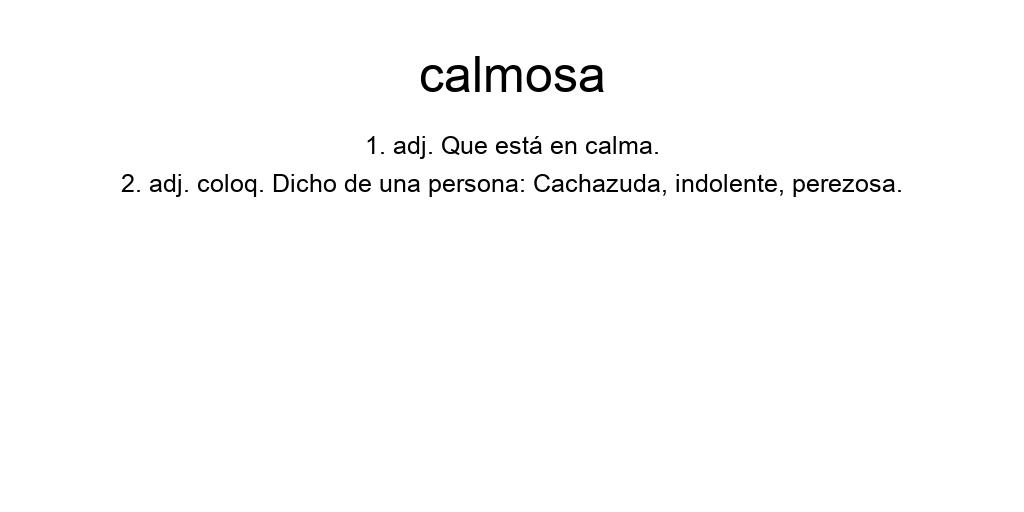 calmosa
1. adj. Que está en calma.
2. adj. coloq. Dicho de una persona: Cachazuda, indolente, perezosa.